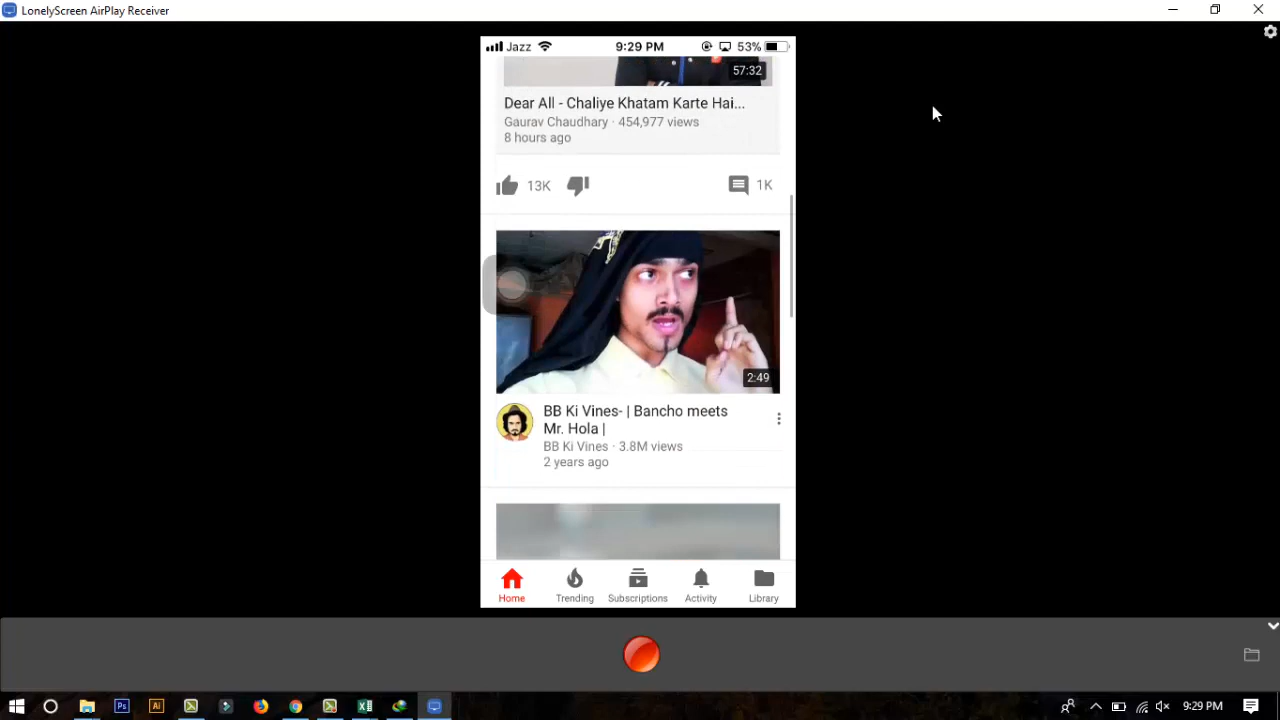 LonelyScreen AirPlay Receiver
Jazz 9:29 PM 53%
57:32
Dear All - Chaliye Khatam Karte Hai...
Gaurav Chaudhary · 454,977 views
8 hours ago
13K 1K
2:49
BB Ki Vines- | Bancho meets
Mr. Hola |
BB Ki Vines · 3.8M views
2 years ago
Home Trending Subscriptions Activity Library
Ps Ai 9:29 PM